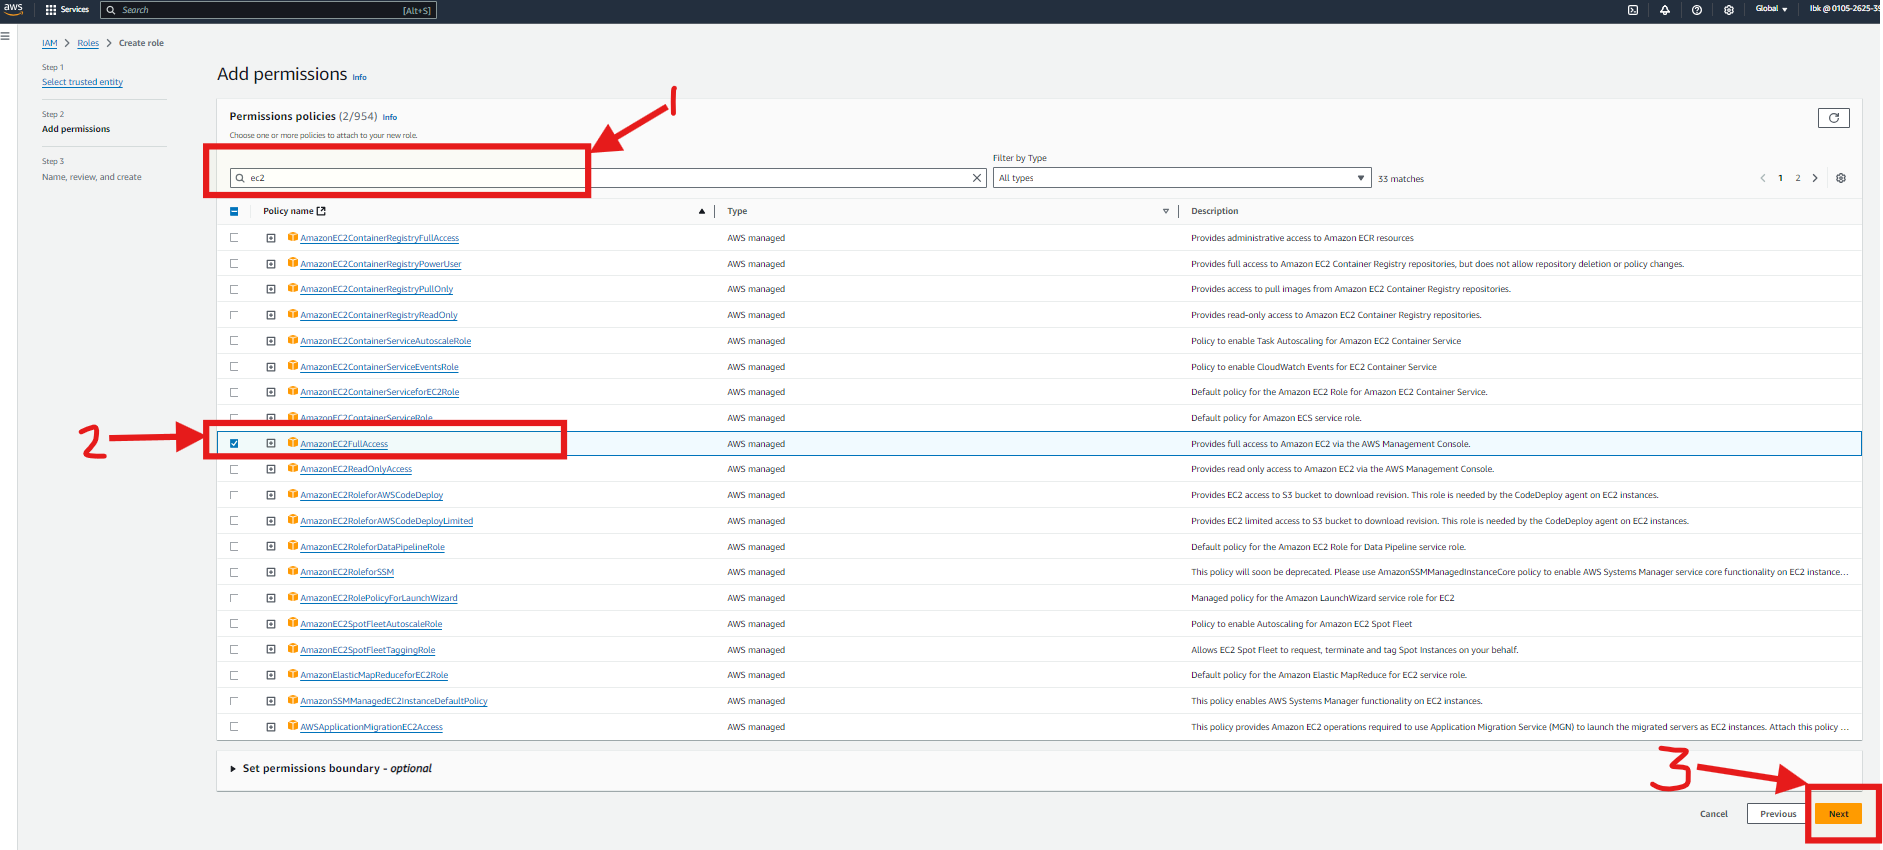 aws Services Search [Alt+S] Global Ibk @ 0105-2625-39
IAM > Roles > Create role
Step 1
Select trusted entity
Step 2
Add permissions
Step 3
Name, review, and create
Add permissions Info
1
Permissions policies (2/954) Info
Choose one or more policies to attach to your new role.
Filter by Type
ec2 All types 33 matches 1 2
Policy name Type Description
AmazonEC2ContainerRegistryFullAccess AWS managed Provides administrative access to Amazon ECR resources
AmazonEC2ContainerRegistryPowerUser AWS managed Provides full access to Amazon EC2 Container Registry repositories, but does not allow repository deletion or policy changes.
AmazonEC2ContainerRegistryPullOnly AWS managed Provides access to pull images from Amazon EC2 Container Registry repositories.
AmazonEC2ContainerRegistryReadOnly AWS managed Provides read-only access to Amazon EC2 Container Registry repositories.
AmazonEC2ContainerServiceAutoscaleRole AWS managed Policy to enable Task Autoscaling for Amazon EC2 Container Service
AmazonEC2ContainerServiceEventsRole AWS managed Policy to enable CloudWatch Events for EC2 Container Service
AmazonEC2ContainerServiceforEC2Role AWS managed Default policy for the Amazon EC2 Role for Amazon EC2 Container Service.
AmazonEC2ContainerServiceRole AWS managed Default policy for Amazon ECS service role.
2
AmazonEC2FullAccess AWS managed Provides full access to Amazon EC2 via the AWS Management Console.
AmazonEC2ReadOnlyAccess AWS managed Provides read only access to Amazon EC2 via the AWS Management Console.
AmazonEC2RoleforAWSCodeDeploy AWS managed Provides EC2 access to S3 bucket to download revision. This role is needed by the CodeDeploy agent on EC2 instances.
AmazonEC2RoleforAWSCodeDeployLimited AWS managed Provides EC2 limited access to S3 bucket to download revision. This role is needed by the CodeDeploy agent on EC2 instances.
AmazonEC2RoleforDataPipelineRole AWS managed Default policy for the Amazon EC2 Role for Data Pipeline service role.
AmazonEC2RoleforSSM AWS managed This policy will soon be deprecated. Please use AmazonSSMManagedInstanceCore policy to enable AWS Systems Manager service core functionality on EC2 instance...
AmazonEC2RolePolicyForLaunchWizard AWS managed Managed policy for the Amazon LaunchWizard service role for EC2
AmazonEC2SpotFleetAutoscaleRole AWS managed Policy to enable Autoscaling for Amazon EC2 Spot Fleet
AmazonEC2SpotFleetTaggingRole AWS managed Allows EC2 Spot Fleet to request, terminate and tag Spot Instances on your behalf.
AmazonElasticMapReduceforEC2Role AWS managed Default policy for the Amazon Elastic MapReduce for EC2 service role.
AmazonSSMManagedEC2InstanceDefaultPolicy AWS managed This policy enables AWS Systems Manager functionality on EC2 instances.
AWSApplicationMigrationEC2Access AWS managed This policy provides Amazon EC2 operations required to use Application Migration Service (MGN) to launch the migrated servers as EC2 instances. Attach this policy ...
Set permissions boundary - optional
3
Cancel Previous Next